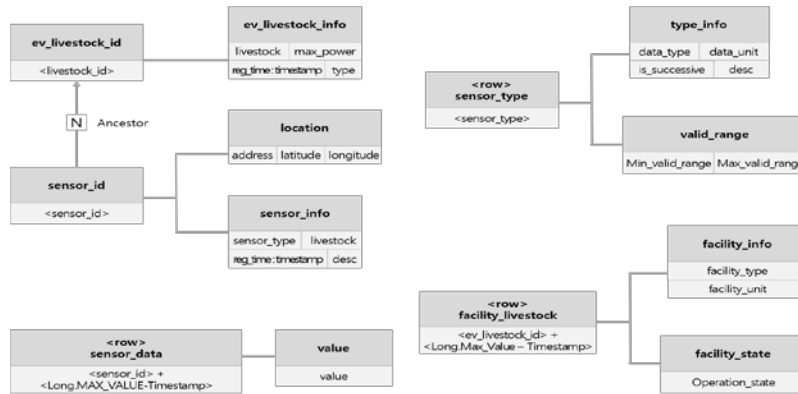 ev_livestock_id
<livestock_id>
ev_livestock_info
livestock max_power
reg_time:timestamp type
N Ancestor
location
address latitude longitude
sensor_id
<sensor_id>
sensor_info
sensor_type livestock
reg_time:timestamp desc
<row>
sensor_data
<sensor_id> +
<Long.MAX_VALUE-Timestamp>
value
value
type_info
data_type data_unit
is_successive desc
<row>
sensor_type
<sensor_type>
valid_range
Min_valid_range Max_valid_rang
facility_info
facility_type
facility_unit
<row>
facility_livestock
<ev_livestock_id> +
<Long.Max_Value – Timestamp>
facility_state
Operation_state